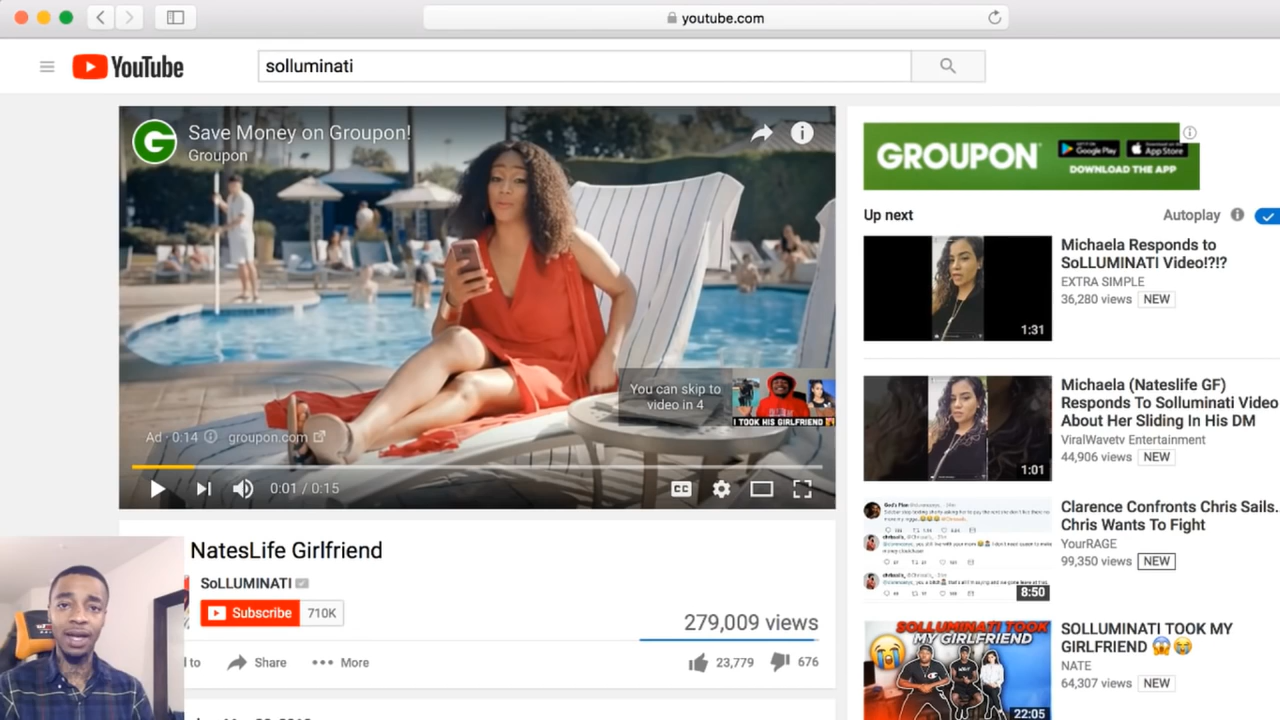 youtube.com
YouTube
solluminati
Save Money on Groupon!
Groupon
You can skip to
video in 4
I TOOK HIS GIRLFRIEND
Ad · 0:14 groupon.com
0:01 / 0:15
CC
NatesLife Girlfriend
SoLLUMINATI
Subscribe 710K
279,009 views
Share More
23,779 676
GROUPON
Google Play
App Store
DOWNLOAD THE APP
Up next Autoplay
Michaela Responds to
SoLLUMINATI Video!?!?
EXTRA SIMPLE
36,280 views NEW
1:31
Michaela (Nateslife GF)
Responds To Solluminati Video
About Her Sliding In His DM
ViralWavetv Entertainment
44,906 views NEW
1:01
Clarence Confronts Chris Sails.
Chris Wants To Fight
YourRAGE
99,350 views NEW
8:50
SOLLUMINATI TOOK
MY GIRLFRIEND
22:05
SOLLUMINATI TOOK MY
GIRLFRIEND 😱😭
NATE
64,307 views NEW